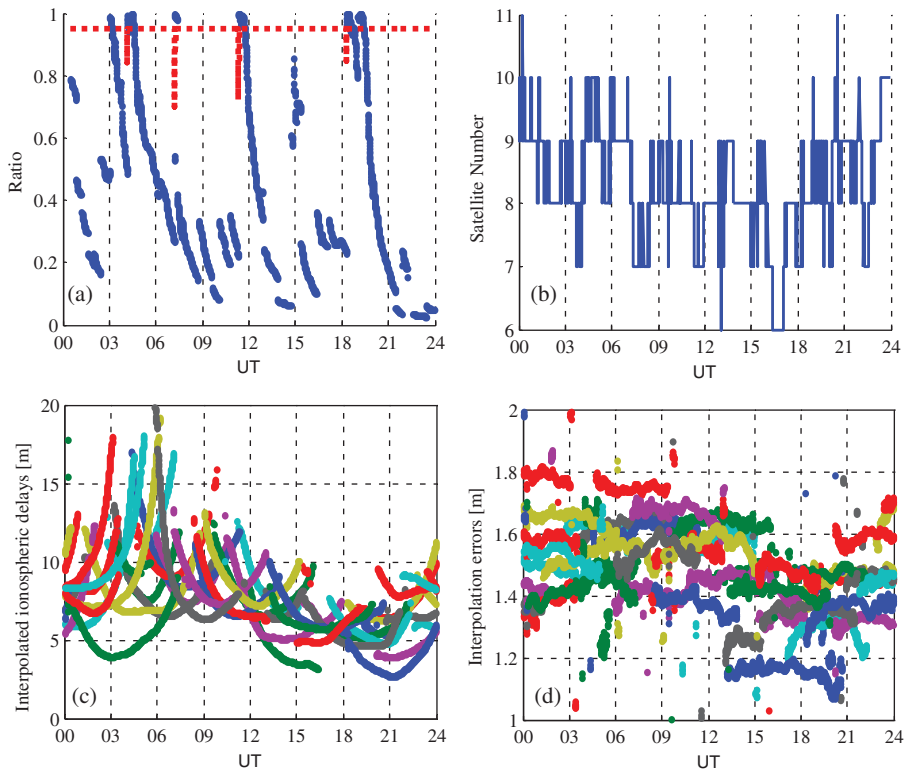 1
0.8
0.6
0.4
0.2
0
Ratio
(a)
00 03 06 09 12 15 18 21 24
UT
11
10
9
8
7
6
Satellite Number
(b)
00 03 06 09 12 15 18 21 24
UT
20
15
10
5
0
Interpolated ionospheric delays [m]
(c)
00 03 06 09 12 15 18 21 24
UT
2
1.8
1.6
1.4
1.2
1
Interpolation errors [m]
(d)
00 03 06 09 12 15 18 21 24
UT